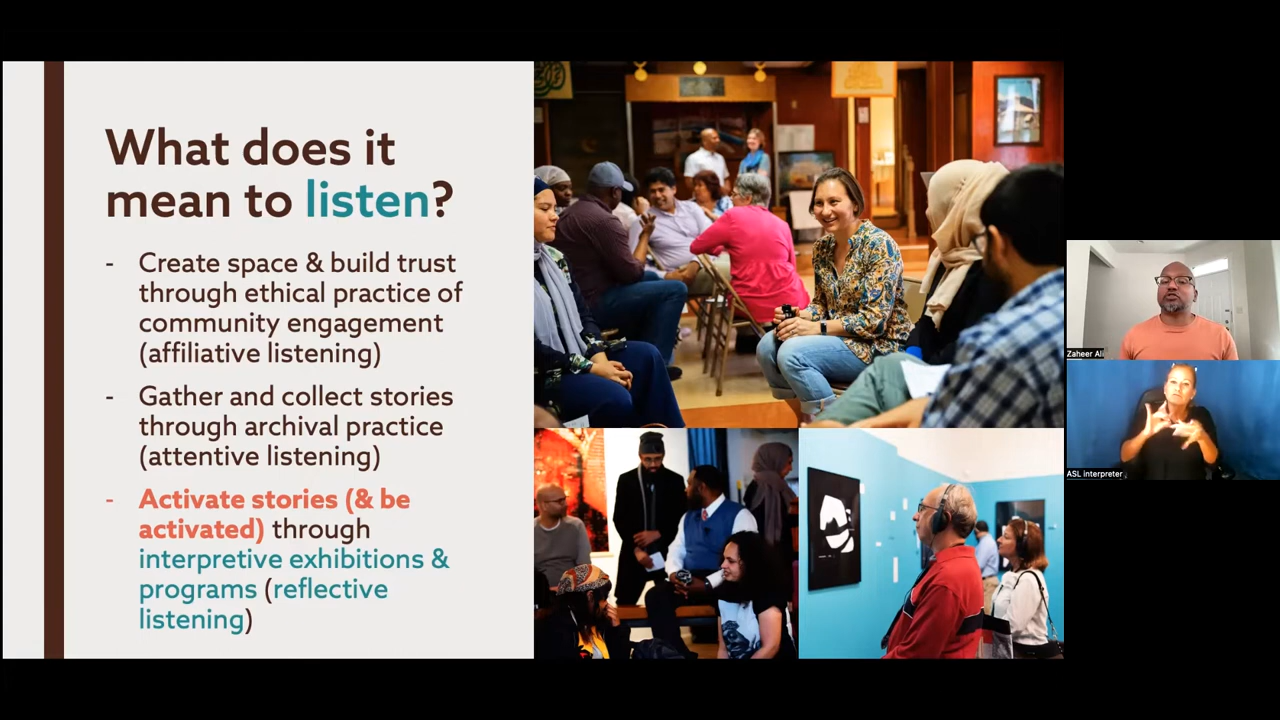 What does it
mean to listen?
- Create space & build trust
through ethical practice of
community engagement
(affiliative listening)
- Gather and collect stories
through archival practice
(attentive listening)
- Activate stories (& be
activated) through
interpretive exhibitions &
programs (reflective
listening)
Zaheer Ali
ASL interpreter